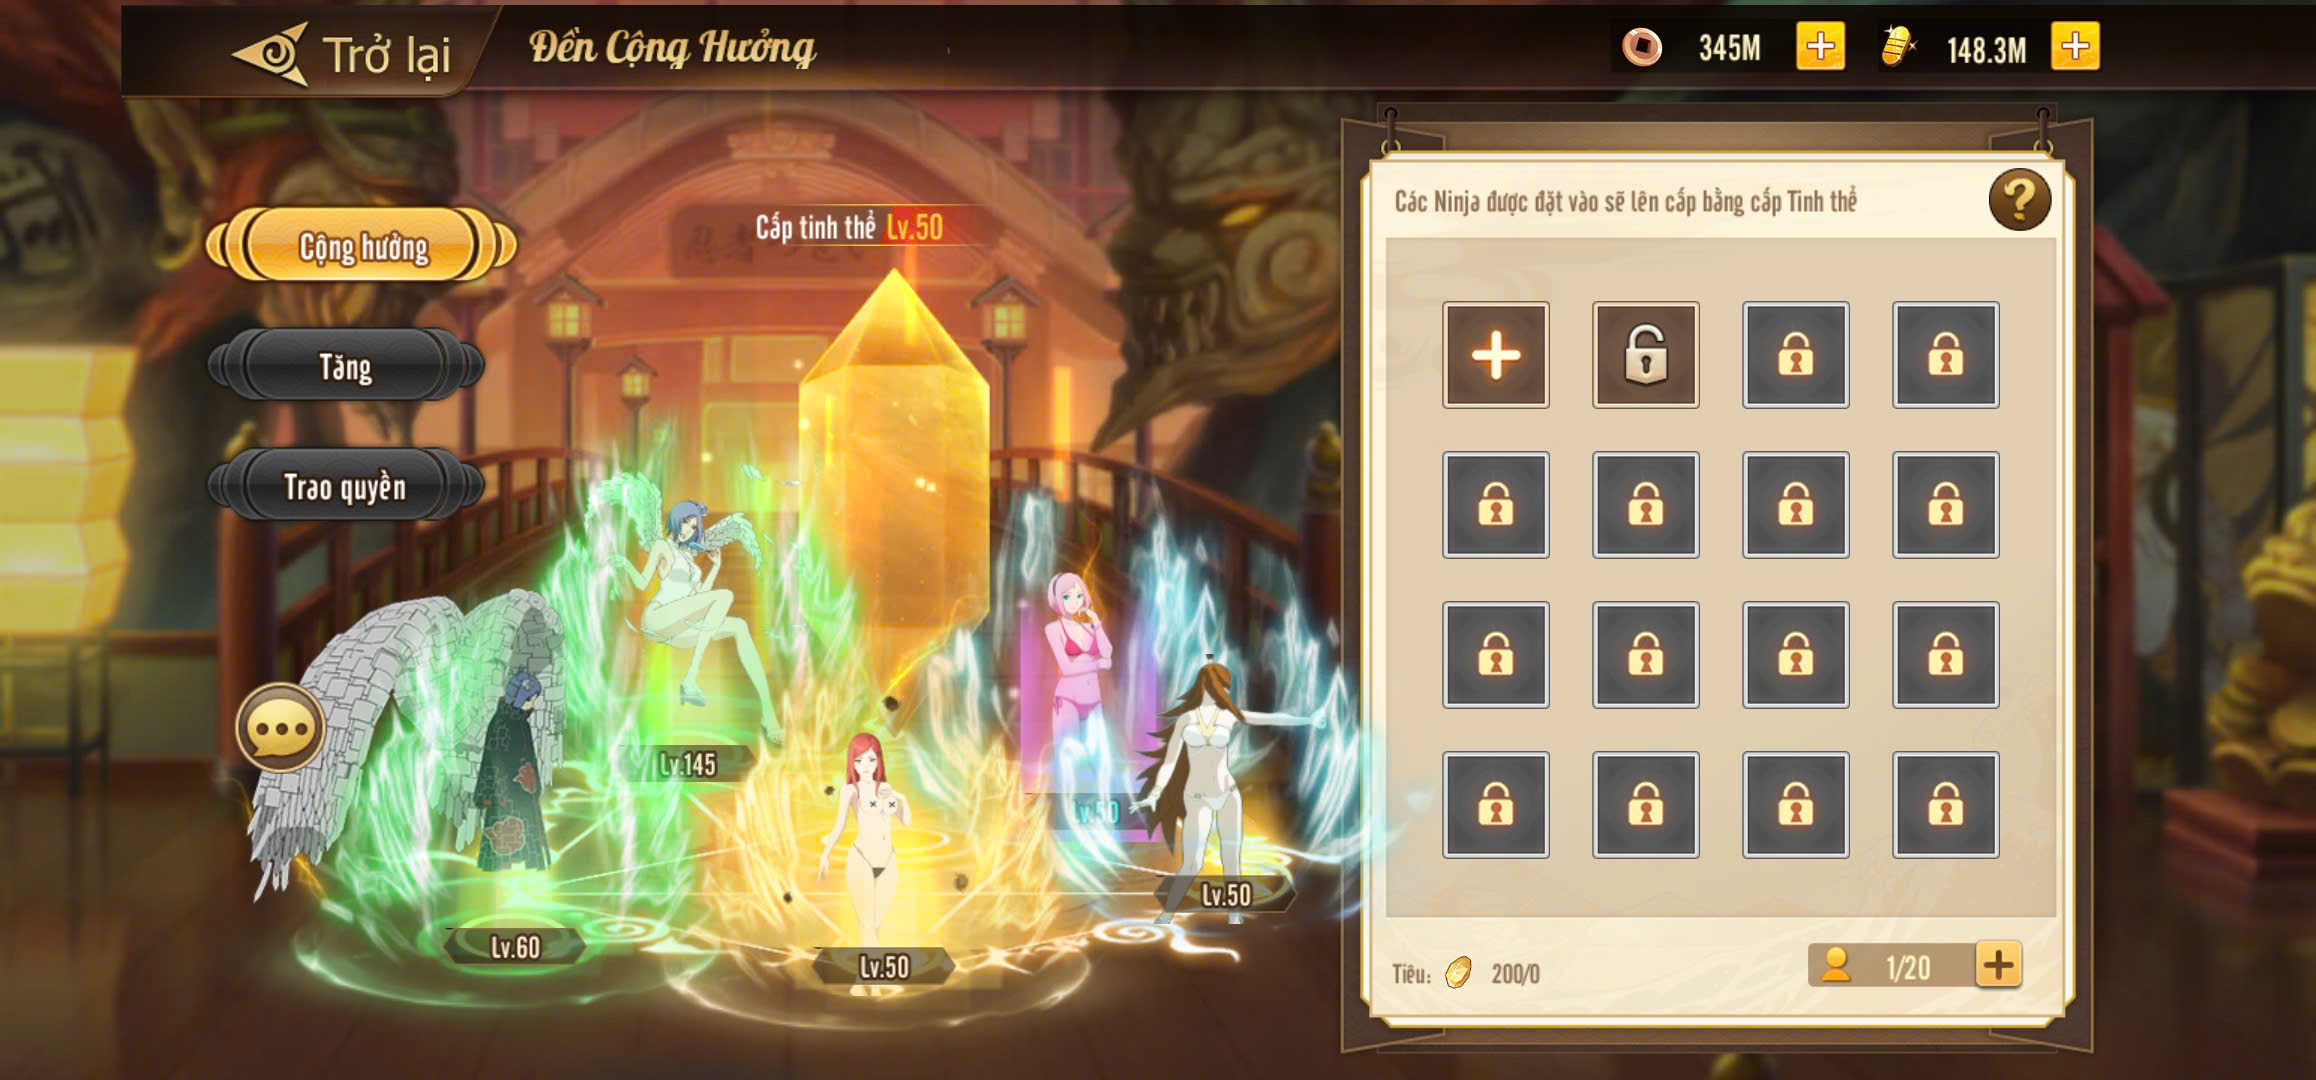 Trở lại
Đền Cộng Hưởng
345M
148.3M
Cộng hưởng
Tăng
Trao quyền
Cấp tinh thể Lv.50
Lv.145
Lv.50
Lv.50
Lv.60
Lv.50
Các Ninja được đặt vào sẽ lên cấp bằng cấp Tinh thể
?
Tiêu: 200/0
1/20